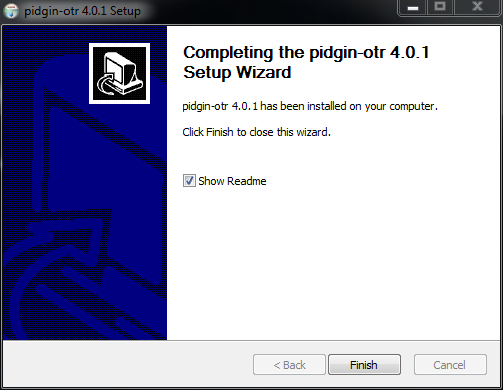 pidgin-otr 4.0.1 Setup
Completing the pidgin-otr 4.0.1
Setup Wizard
pidgin-otr 4.0.1 has been installed on your computer.
Click Finish to close this wizard.
Show Readme
< Back
Finish
Cancel